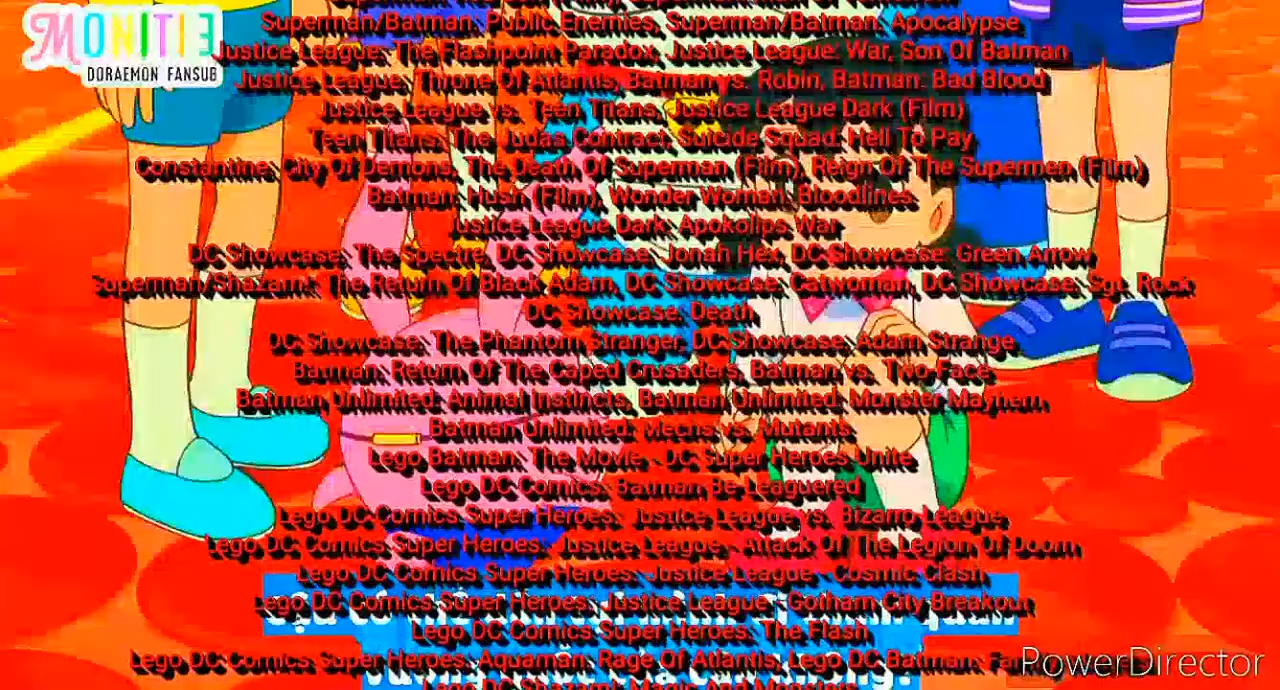 MONITIE
DORAEMON FANSUB
Superman/Batman: Public Enemies, Superman/Batman: Apocalypse
Justice League: The Flashpoint Paradox, Justice League: War, Son Of Batman
Justice League: Throne Of Atlantis, Batman vs. Robin, Batman: Bad Blood
Justice League vs. Teen Titans, Justice League Dark (Film)
Teen Titans: The Judas Contract, Suicide Squad: Hell To Pay
Constantine: City Of Demons, The Death Of Superman (Film), Reign Of The Supermen (Film)
Batman: Hush (Film), Wonder Woman: Bloodlines
Justice League Dark: Apokolips War
DC Showcase: The Spectre, DC Showcase: Jonah Hex, DC Showcase: Green Arrow
Superman/Shazam!: The Return Of Black Adam, DC Showcase: Catwoman, DC Showcase: Sgt. Rock
DC Showcase: Death
DC Showcase: The Phantom Stranger, DC Showcase: Adam Strange
Batman: Return Of The Caped Crusaders, Batman vs. Two-Face
Batman Unlimited: Animal Instincts, Batman Unlimited: Monster Mayhem
Batman Unlimited: Mechs vs. Mutants
Lego Batman: The Movie - DC Super Heroes Unite
Lego DC Comics: Batman Be-Leaguered
Lego DC Comics Super Heroes: Justice League vs. Bizarro League
Lego DC Comics Super Heroes: Justice League - Attack Of The Legion Of Doom
Lego DC Comics Super Heroes: Justice League - Cosmic Clash
Lego DC Comics Super Heroes: Justice League - Gotham City Breakout
Lego DC Comics Super Heroes: The Flash
Lego DC Comics Super Heroes: Aquaman: Rage Of Atlantis, Lego DC Batman:
Lego DC Shazam!: Magic And Monsters
PowerDirector